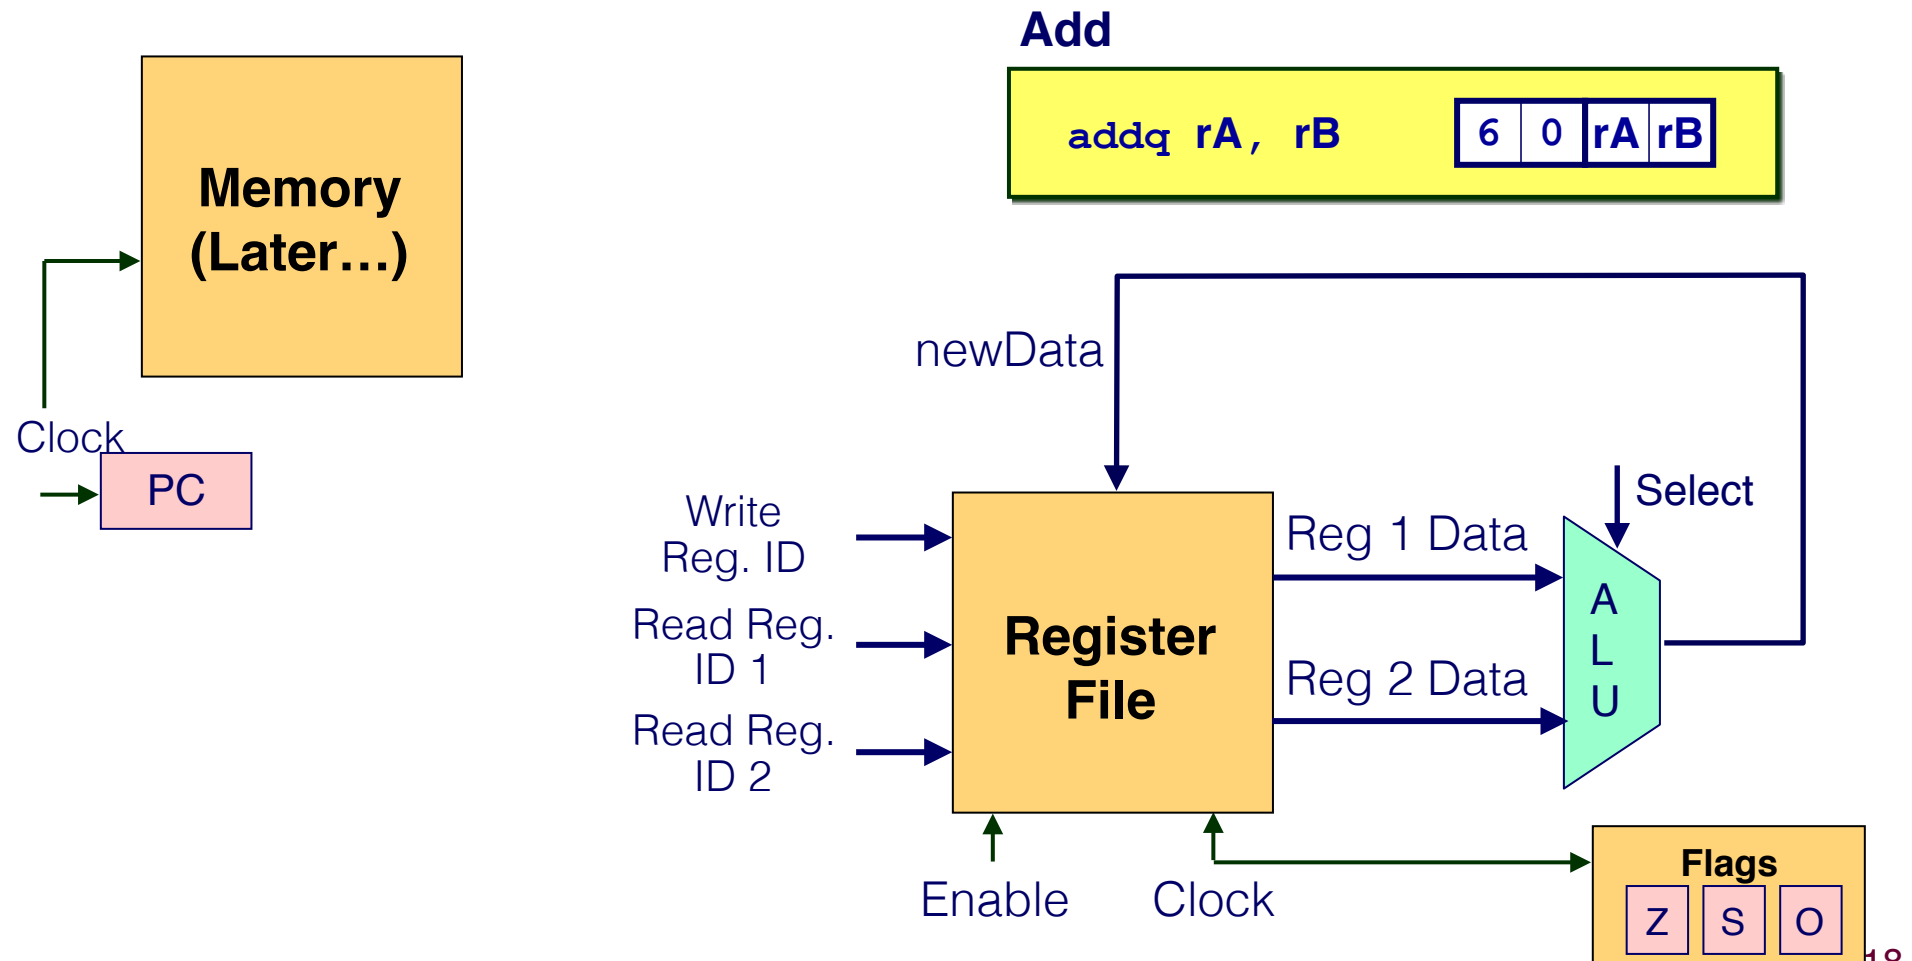 Add
addq rA, rB
6 0 rA rB
Memory
(Later...)
newData
Clock
PC
Select
Write
Reg. ID
Reg 1 Data
A
L
U
Read Reg.
ID 1
Register
File
Reg 2 Data
Read Reg.
ID 2
Enable
Clock
Flags
Z S O
18